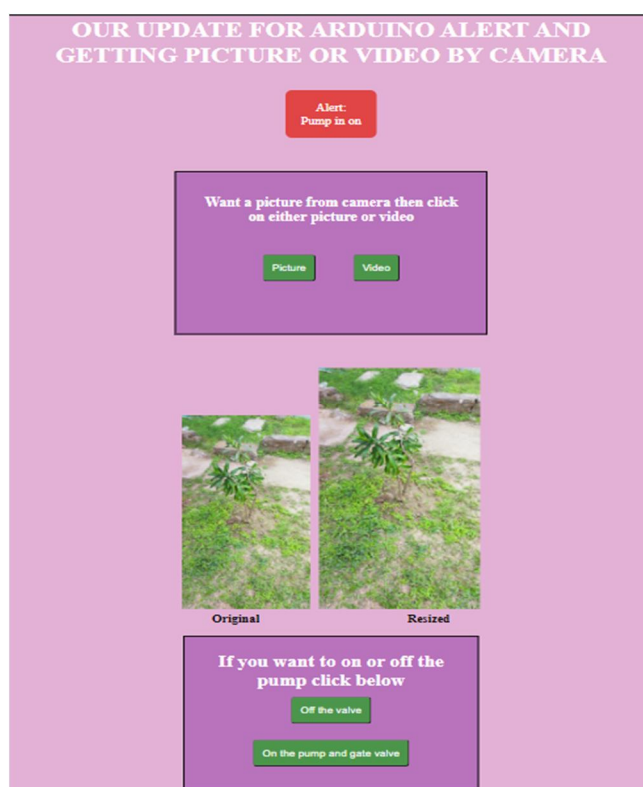 OUR UPDATE FOR ARDUINO ALERT AND
GETTING PICTURE OR VIDEO BY CAMERA
Alert:
Pump in on
Want a picture from camera then click
on either picture or video
Picture Video
Original Resized
If you want to on or off the
pump click below
Off the valve
On the pump and gate valve